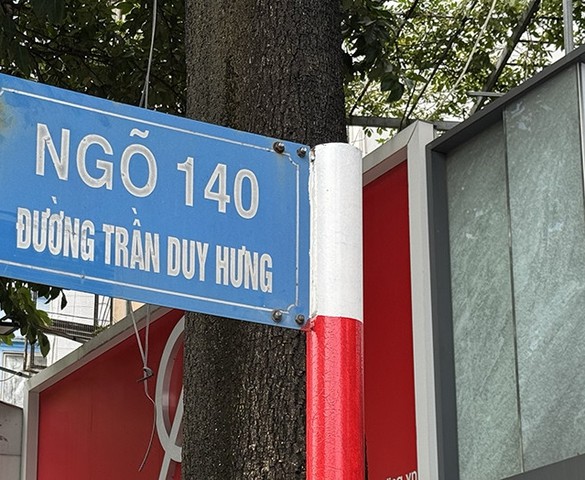 NGÕ 140
ĐƯỜNG TRẦN DUY HƯNG